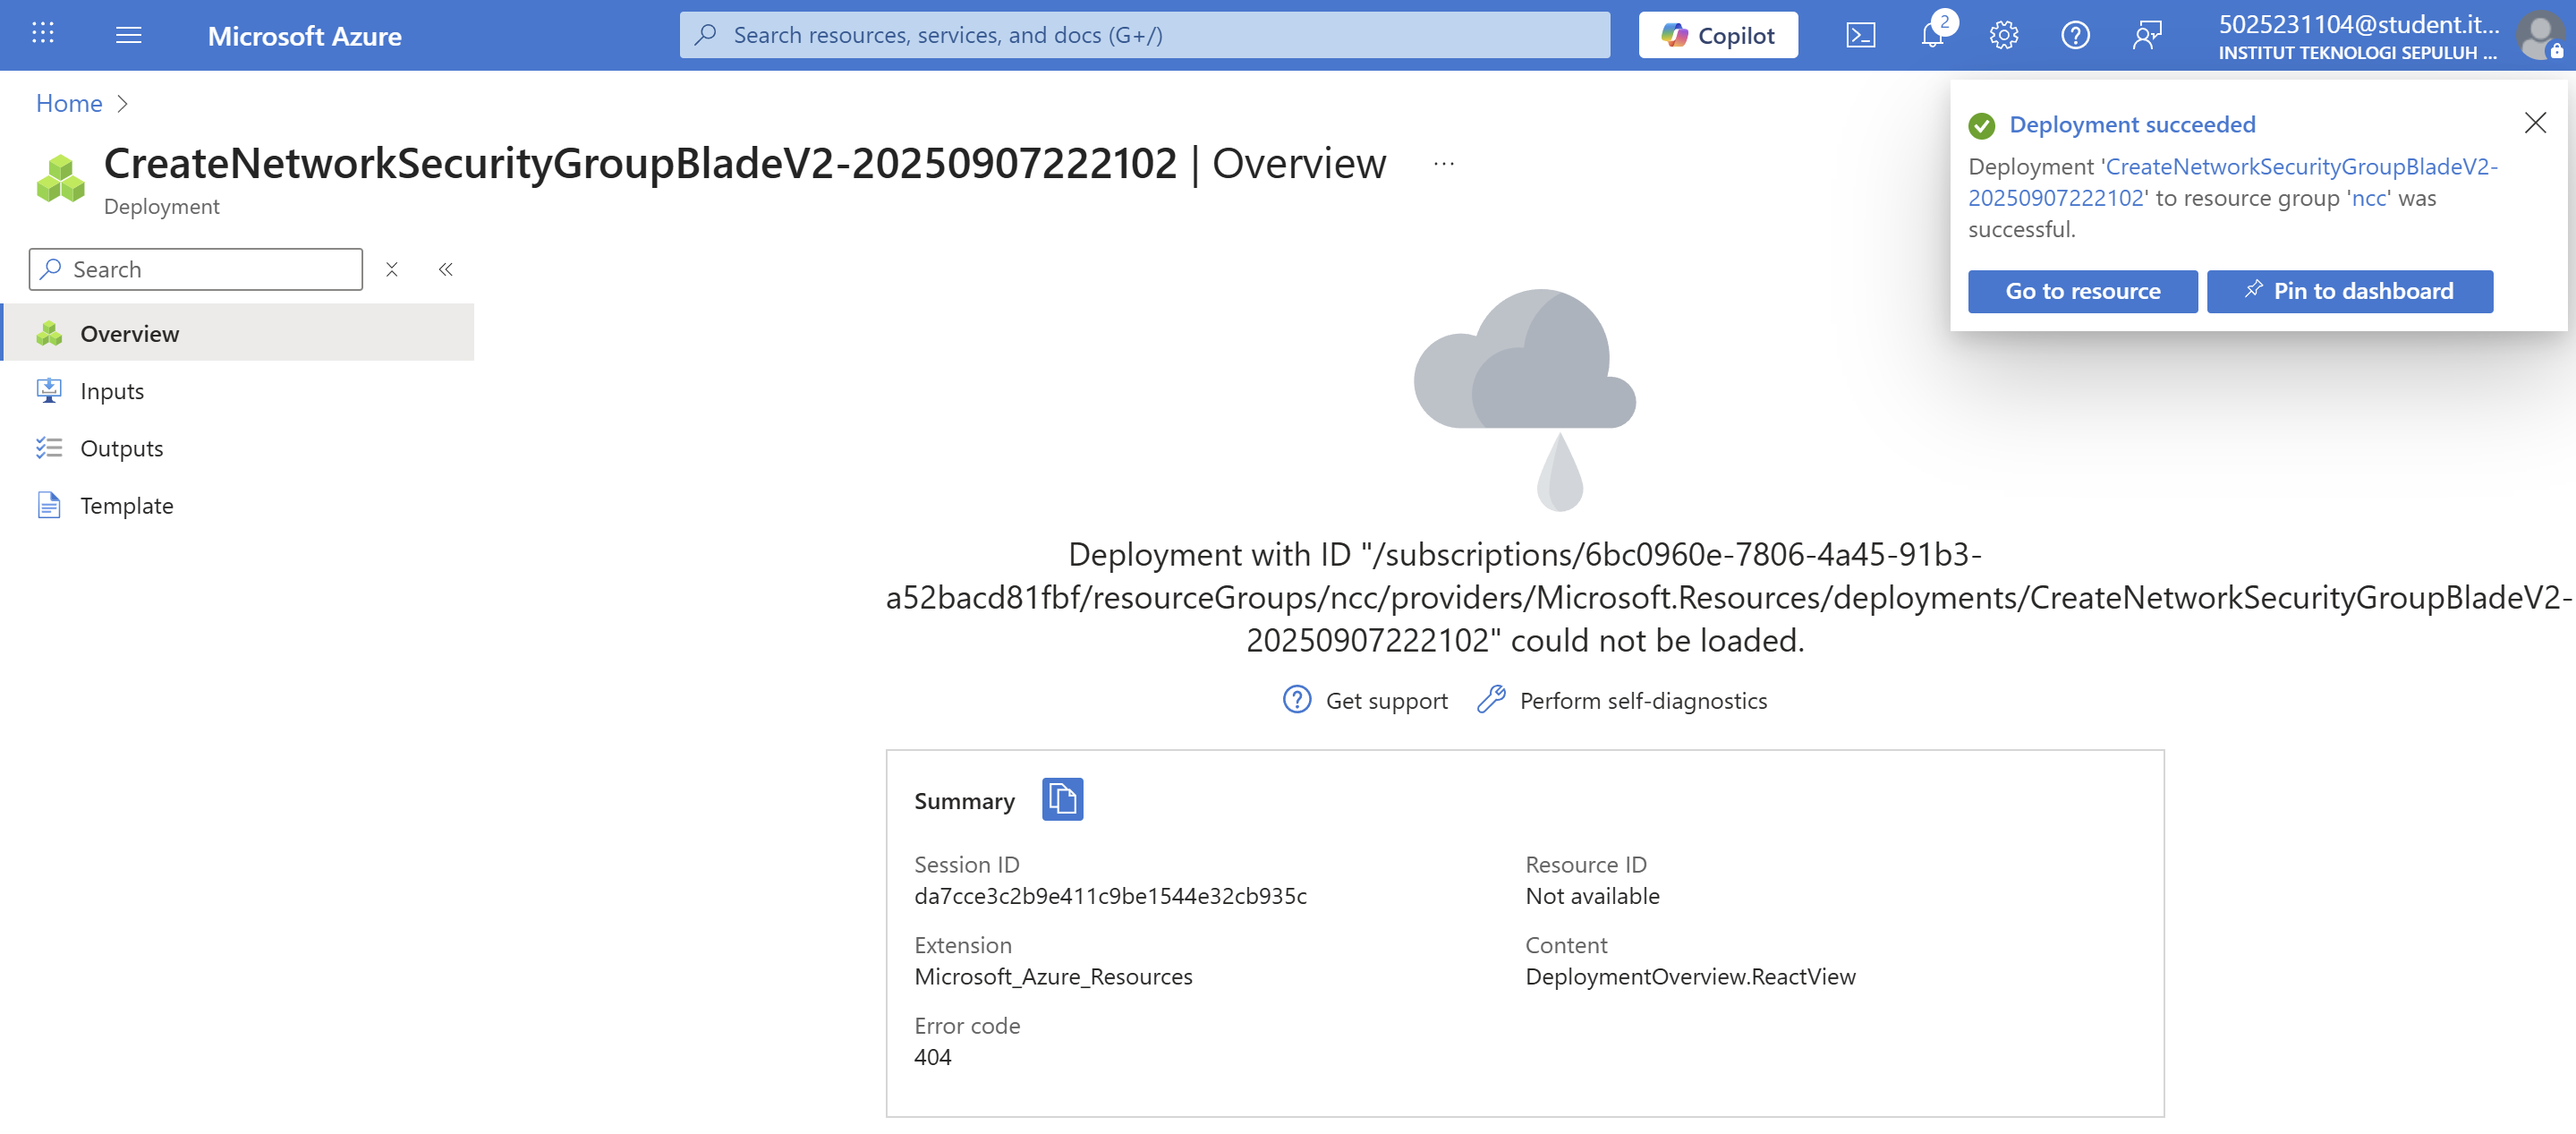 Microsoft Azure
Search resources, services, and docs (G+/)
Copilot
2
5025231104@student.it...
INSTITUT TEKNOLOGI SEPULUH ...
Home
CreateNetworkSecurityGroupBladeV2-20250907222102 | Overview ...
Deployment
Search
Overview
Inputs
Outputs
Template
Deployment succeeded
Deployment 'CreateNetworkSecurityGroupBladeV2-
20250907222102' to resource group 'ncc' was
successful.
Go to resource
Pin to dashboard
Deployment with ID "/subscriptions/6bc0960e-7806-4a45-91b3-
a52bacd81fbf/resourceGroups/ncc/providers/Microsoft.Resources/deployments/CreateNetworkSecurityGroupBladeV2-
20250907222102" could not be loaded.
Get support
Perform self-diagnostics
Summary
Session ID
da7cce3c2b9e411c9be1544e32cb935c
Resource ID
Not available
Extension
Microsoft_Azure_Resources
Content
DeploymentOverview.ReactView
Error code
404